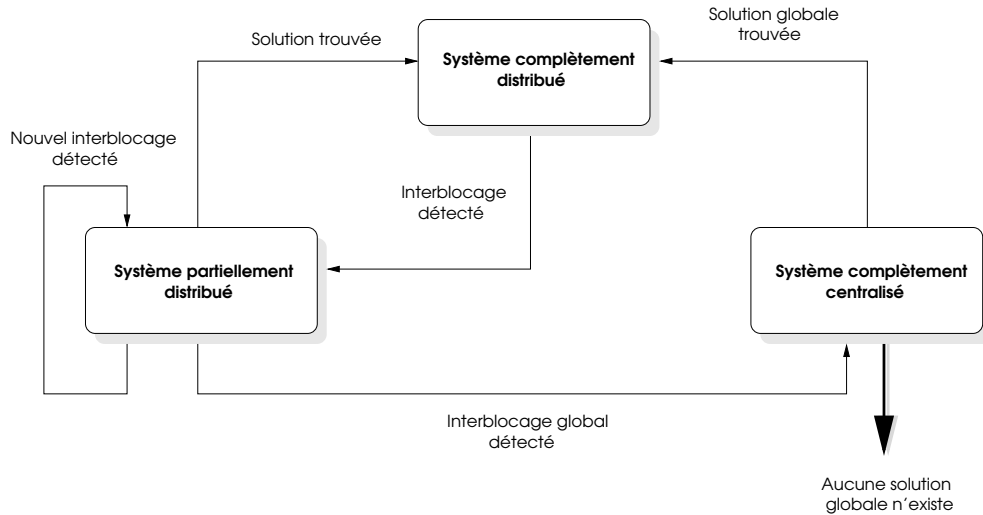 Solution trouvée
Solution globale
trouvée
Système complètement
distribué
Nouvel interblocage
détecté
Interblocage
détecté
Système partiellement
distribué
Système complètement
centralisé
Interblocage global
détecté
Aucune solution
globale n'existe